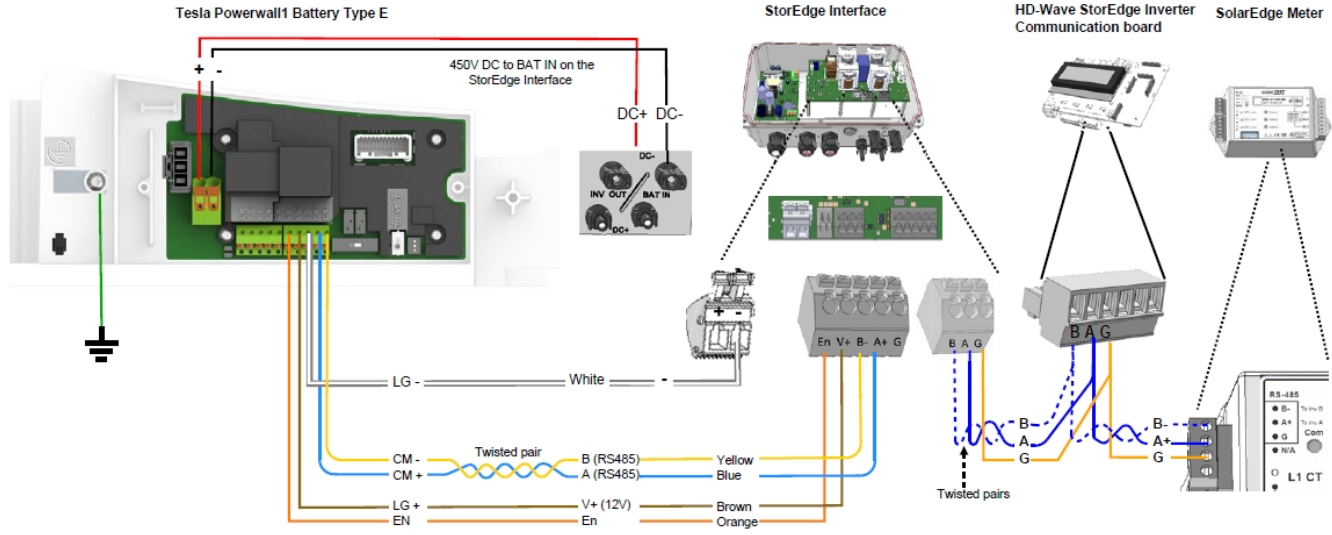 Tesla Powerwall1 Battery Type E
StorEdge Interface
HD-Wave StorEdge Inverter
Communication board
SolarEdge Meter
+ -
450V DC to BAT IN on the
StorEdge Interface
DC+ DC-
DC-
INV OUT BAT IN
DC+
+ -
En V+ B- A+ G
B A G
B A G
LG - White -
CM - Twisted pair B (RS485) Yellow
CM + A (RS485) Blue
LG + V+ (12V) Brown
EN En Orange
B B-
A A+
G G
Twisted pairs
RS-485
B- To Inv B
A+ To Inv A
G Com
N/A
L1 CT